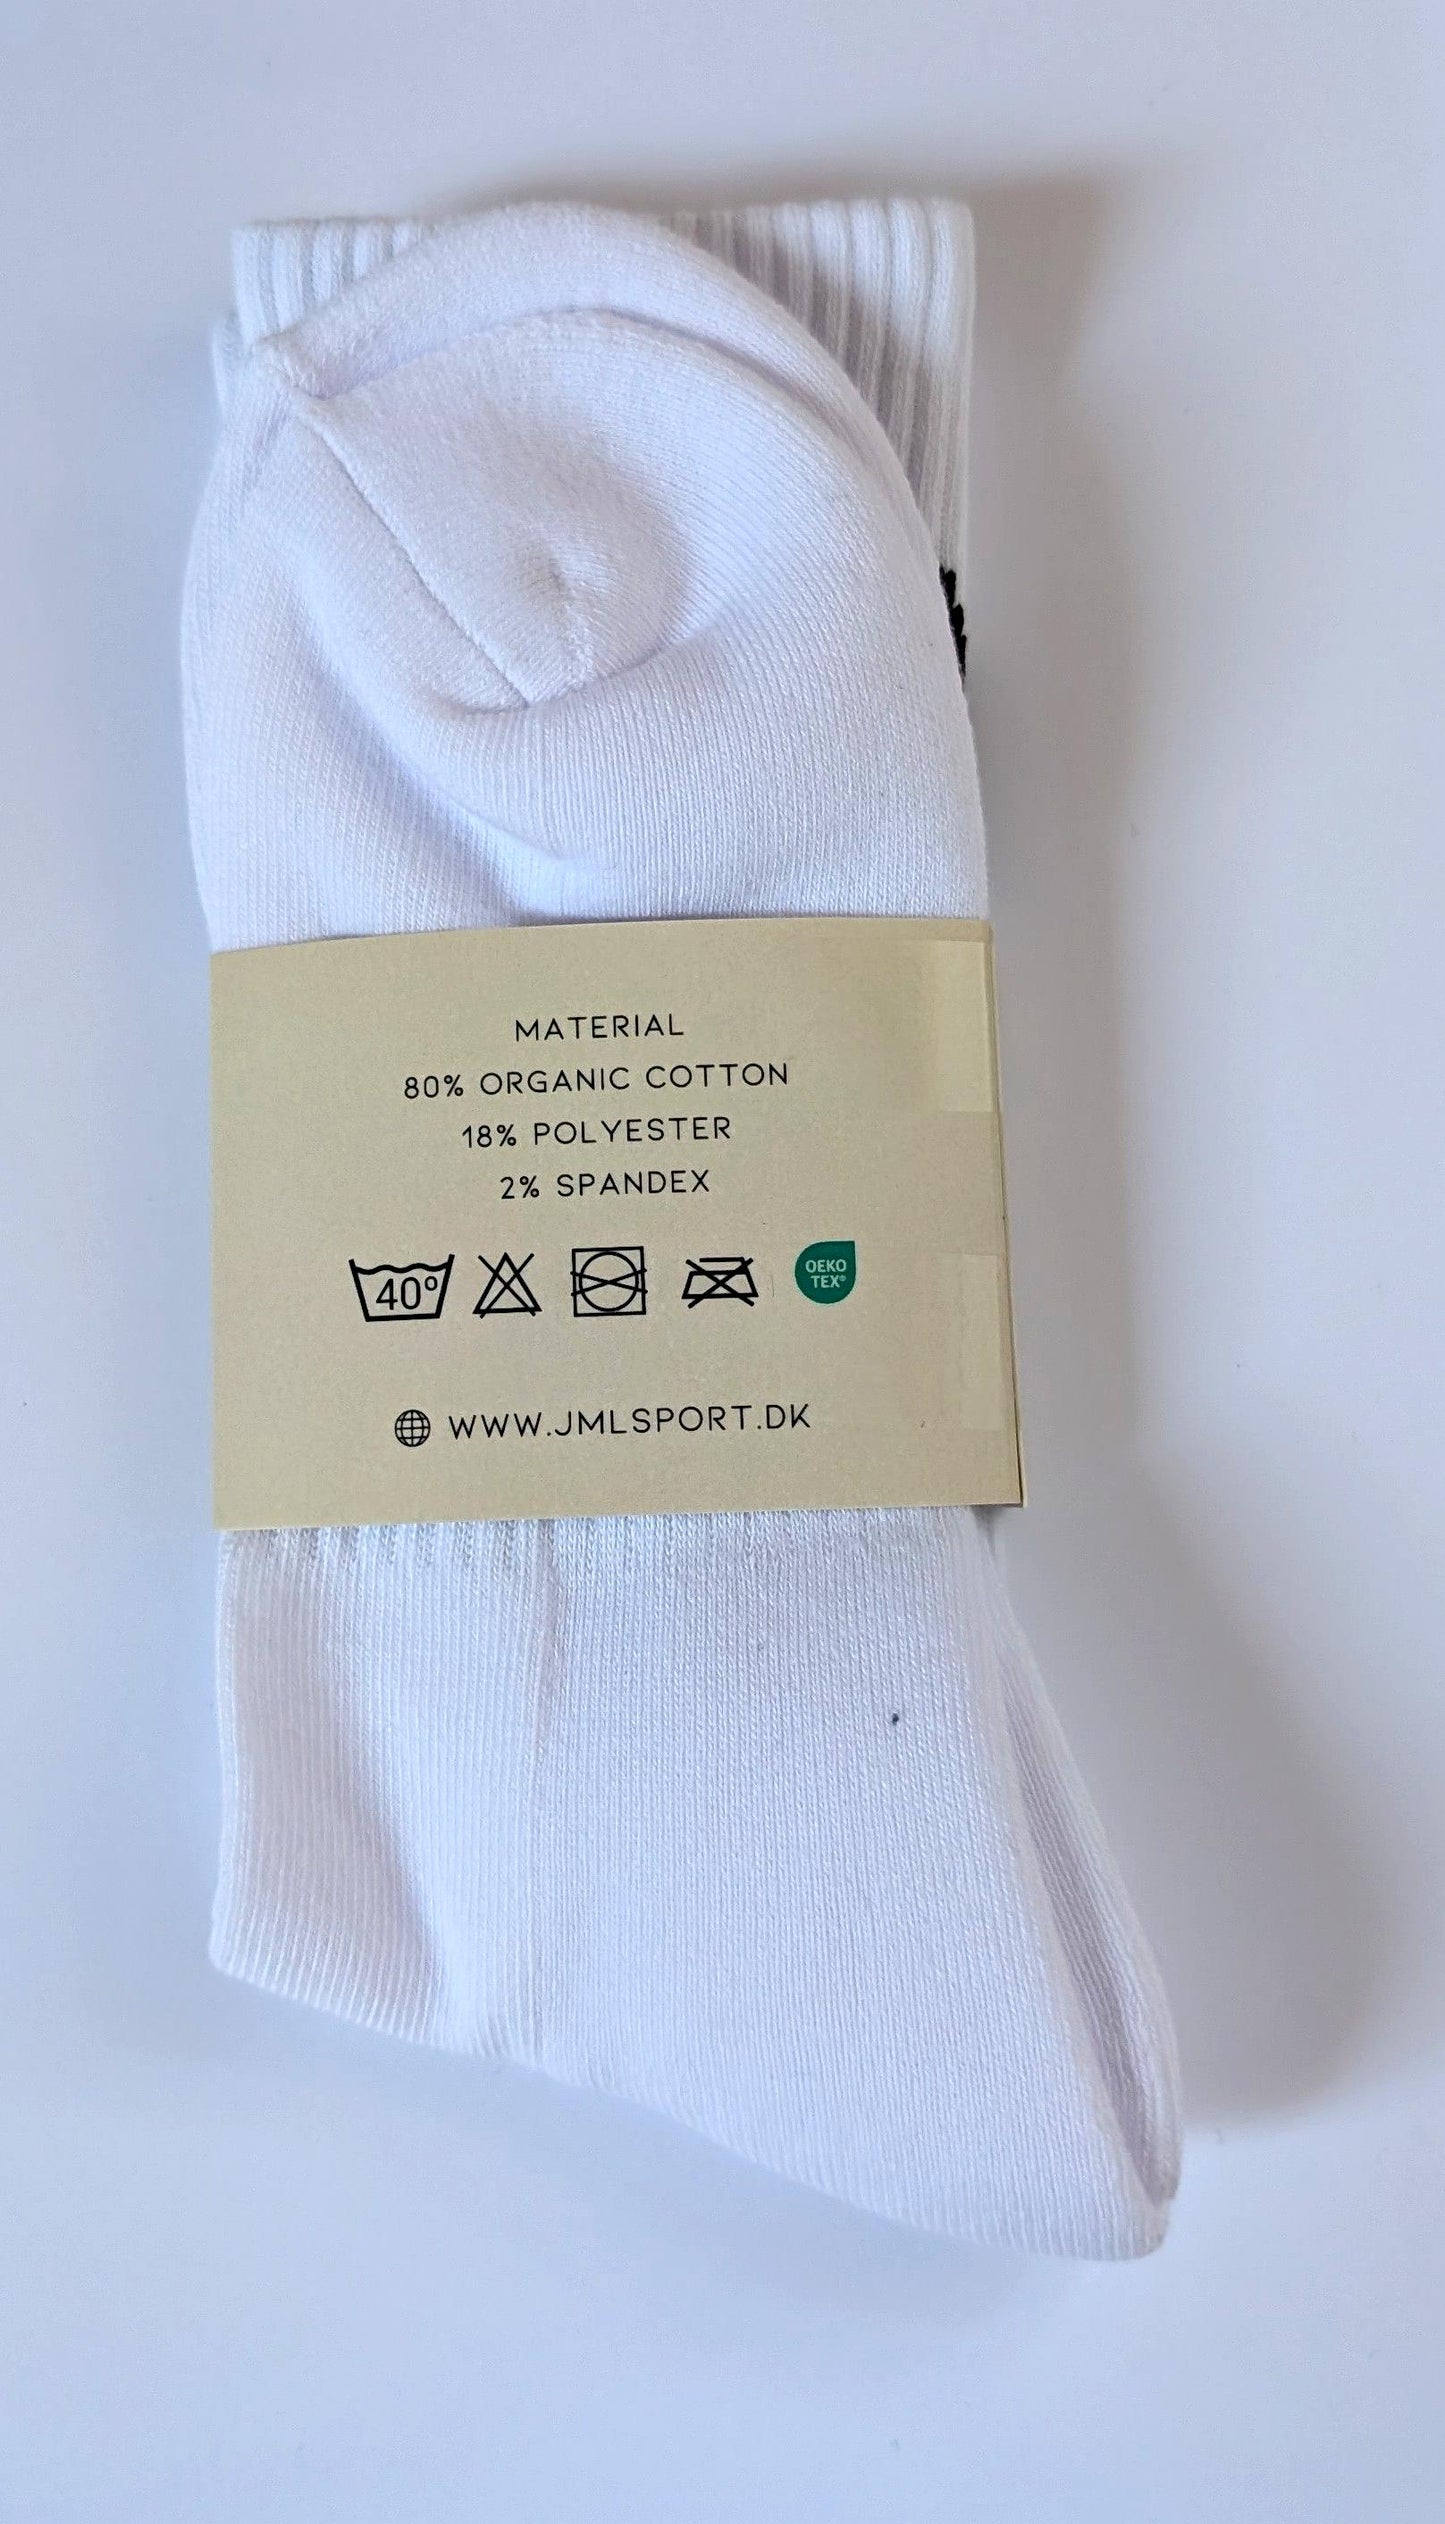 MATERIAL
80% ORGANIC COTTON
18% POLYESTER
2% SPANDEX
40°
OEKO
TEX®
WWW.JMLSPORT.DK